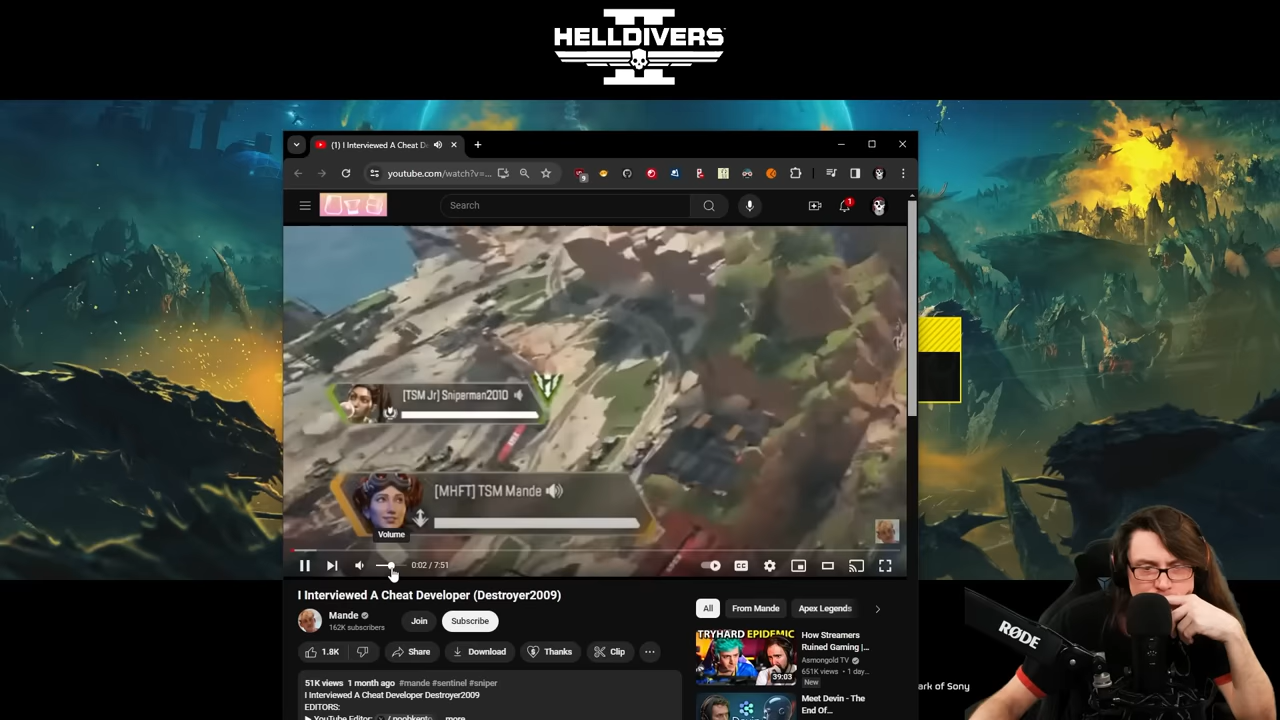 II
HELLDIVERS
(1) I Interviewed A Cheat De
youtube.com/watch?v=...
9
Search
1
[TSM Jr] Sniperman2010
[MHFT] TSM Mande
Volume
0:02 / 7:51
CC
I Interviewed A Cheat Developer (Destroyer2009)
Mande
162K subscribers
Join
Subscribe
1.8K
Share
Download
Thanks
Clip
51K views 1 month ago #mande #sentinel #sniper
I Interviewed A Cheat Developer Destroyer2009
EDITORS:
All
From Mande
Apex Legends
TRYHARD EPIDEMIC
39:03
How Streamers
Ruined Gaming |...
Asmongold TV
651K views • 1 day...
New
Meet Devin - The
End Of...
RØDE
ark of Sony